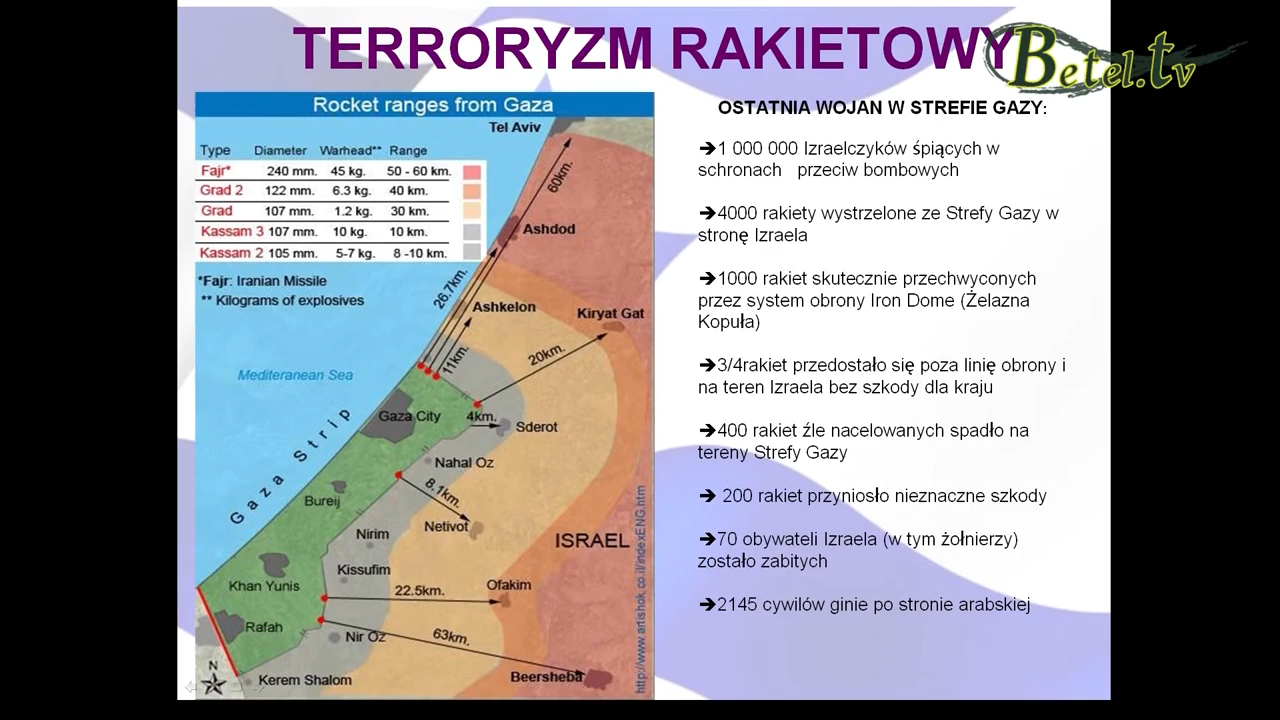 TERRORYZM RAKIETOWY
Betel.tv
Rocket ranges from Gaza
Tel Aviv
Type Diameter Warhead** Range
Fajr* 240 mm. 45 kg. 50 - 60 km.
Grad 2 122 mm. 6.3 kg. 40 km.
Grad 107 mm. 1.2 kg. 30 km.
Kassam 3 107 mm. 10 kg. 10 km.
Kassam 2 105 mm. 5-7 kg. 8 -10 km.
*Fajr: Iranian Missile
** Kilograms of explosives
60km.
Ashdod
26.7km.
Ashkelon
Kiryat Gat
11km.
20km.
Mediteranean Sea
Gaza City
4km.
Sderot
Gaza Strip
Nahal Oz
8.1km.
Bureij
Netivot
Nirim
ISRAEL
Kissufim
Khan Yunis
22.5km.
Ofakim
Rafah
Nir Oz
63km.
N
Kerem Shalom
Beersheba
http://www.artishok.co.il/indexENG.htm
OSTATNIA WOJAN W STREFIE GAZY:
➔1 000 000 Izraelczyków śpiących w
schronach przeciw bombowych
➔4000 rakiety wystrzelone ze Strefy Gazy w
stronę Izraela
➔1000 rakiet skutecznie przechwyconych
przez system obrony Iron Dome (Żelazna
Kopuła)
➔3/4rakiet przedostało się poza linię obrony i
na teren Izraela bez szkody dla kraju
➔400 rakiet źle nacelowanych spadło na
tereny Strefy Gazy
➔ 200 rakiet przyniosło nieznaczne szkody
➔70 obywateli Izraela (w tym żołnierzy)
zostało zabitych
➔2145 cywilów ginie po stronie arabskiej